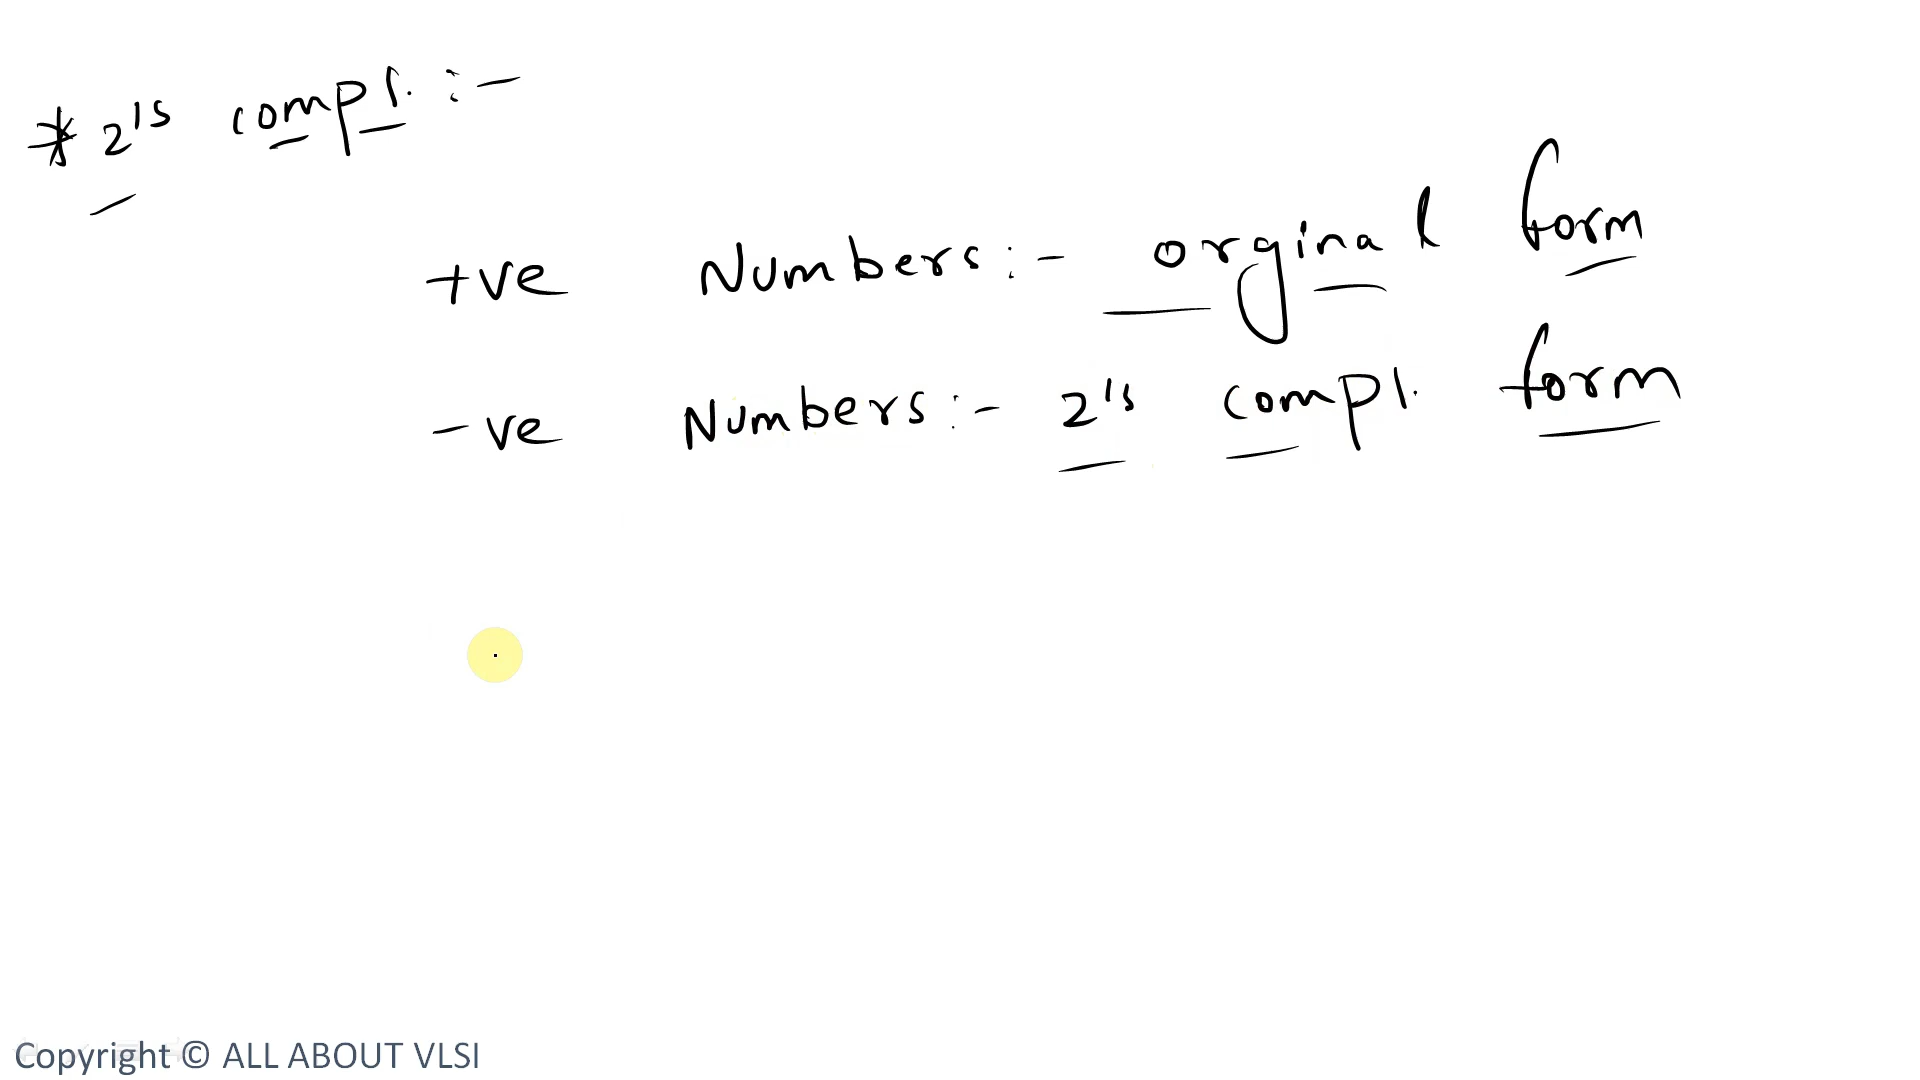 * 2's compl. :-
+ve Numbers :- orginal form
-ve Numbers :- 2's compl. form
Copyright © ALL ABOUT VLSI